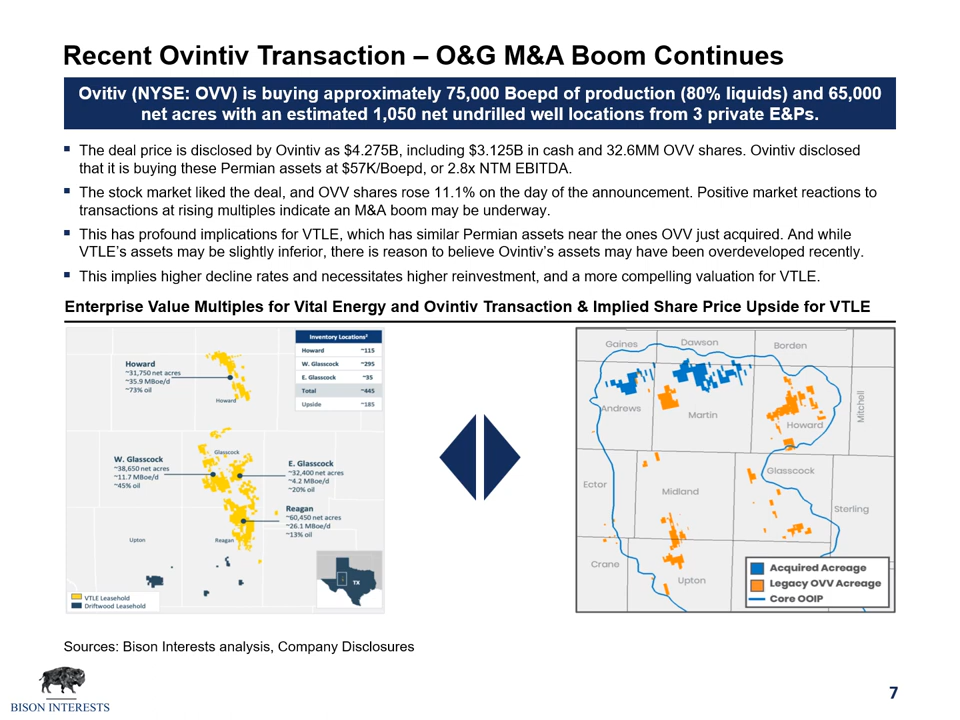 Recent Ovintiv Transaction – O&G M&A Boom Continues
Ovitiv (NYSE: OVV) is buying approximately 75,000 Boepd of production (80% liquids) and 65,000
net acres with an estimated 1,050 net undrilled well locations from 3 private E&Ps.
▪ The deal price is disclosed by Ovintiv as $4.275B, including $3.125B in cash and 32.6MM OVV shares. Ovintiv disclosed
that it is buying these Permian assets at $57K/Boepd, or 2.8x NTM EBITDA.
▪ The stock market liked the deal, and OVV shares rose 11.1% on the day of the announcement. Positive market reactions to
transactions at rising multiples indicate an M&A boom may be underway.
▪ This has profound implications for VTLE, which has similar Permian assets near the ones OVV just acquired. And while
VTLE's assets may be slightly inferior, there is reason to believe Ovintiv's assets may have been overdeveloped recently.
▪ This implies higher decline rates and necessitates higher reinvestment, and a more compelling valuation for VTLE.
Enterprise Value Multiples for Vital Energy and Ovintiv Transaction & Implied Share Price Upside for VTLE
Inventory Locations²
Howard ~115
W. Glasscock ~295
E. Glasscock ~35
Total ~445
Upside ~185
Howard
~31,750 net acres
~35.9 MBoe/d
~73% oil
Howard
Glasscock
W. Glasscock
~38,650 net acres
~11.7 MBoe/d
~45% oil
E. Glasscock
~32,400 net acres
~4.2 MBoe/d
~20% oil
Reagan
~60,450 net acres
~26.1 MBoe/d
~13% oil
Upton
Reagan
TX
VTLE Leasehold
Driftwood Leasehold
Gaines
Dawson
Borden
Andrews
Martin
Howard
Mitchell
Ector
Midland
Glasscock
Sterling
Crane
Upton
Acquired Acreage
Legacy OVV Acreage
Core OOIP
Sources: Bison Interests analysis, Company Disclosures
BISON INTERESTS
7